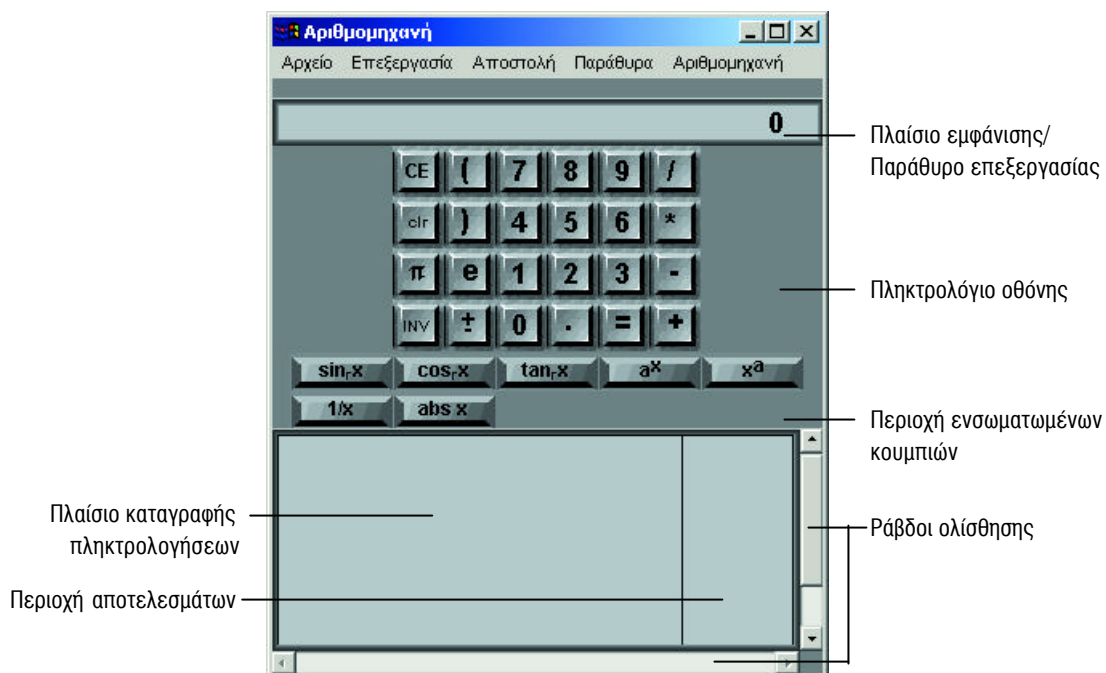 Αριθμομηχανή
Αρχείο Επεξεργασία Αποστολή Παράθυρα Αριθμομηχανή
0
Πλαίσιο εμφάνισης/
Παράθυρο επεξεργασίας
CE ( 7 8 9 /
clr ) 4 5 6 *
π e 1 2 3 -
INV ± 0 . = +
Πληκτρολόγιο οθόνης
sinᵣx cosᵣx tanᵣx aˣ xᵃ
1/x abs x
Περιοχή ενσωματωμένων
κουμπιών
Πλαίσιο καταγραφής
πληκτρολογήσεων
Ράβδοι ολίσθησης
Περιοχή αποτελεσμάτων